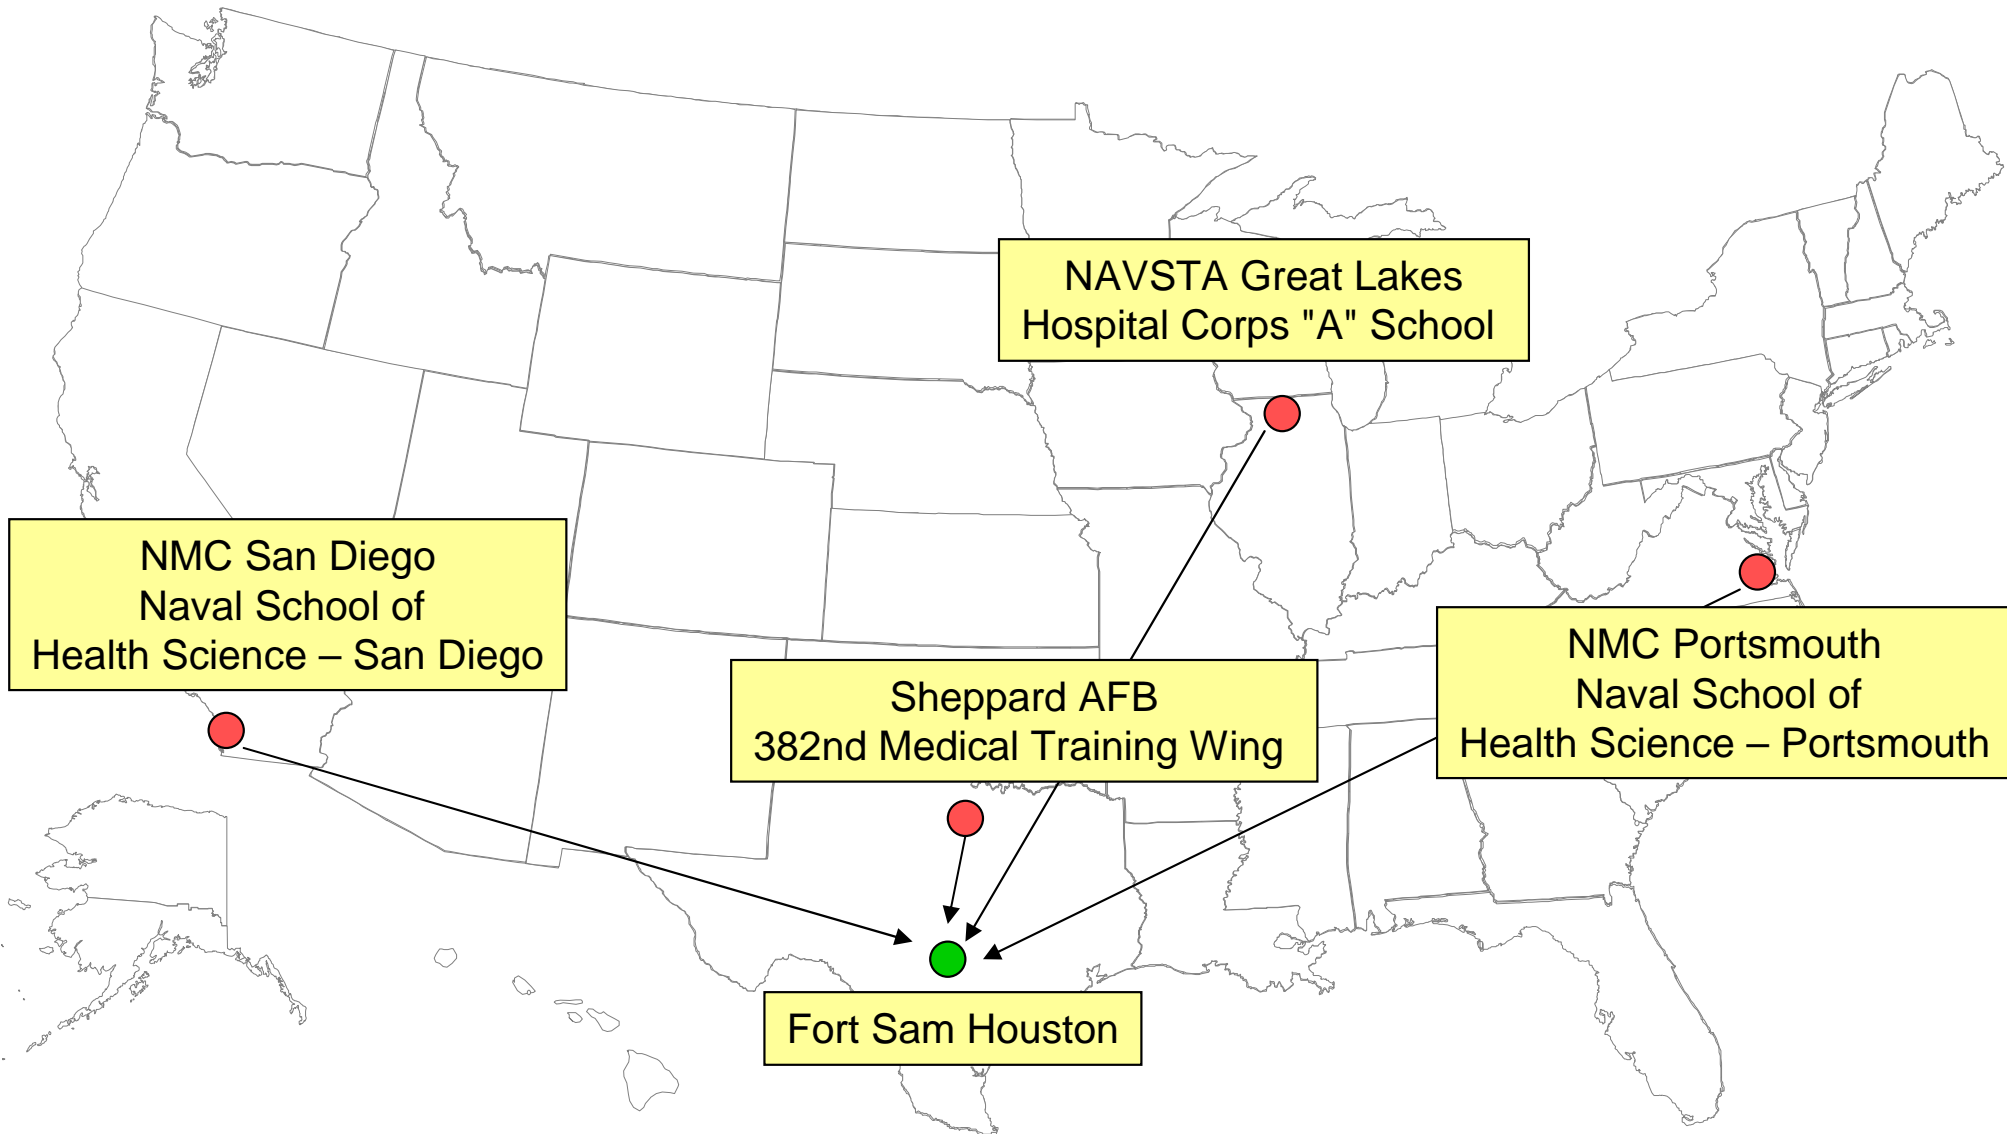 NAVSTA Great Lakes
Hospital Corps "A" School
NMC San Diego
Naval School of
Health Science – San Diego
Sheppard AFB
382nd Medical Training Wing
NMC Portsmouth
Naval School of
Health Science – Portsmouth
Fort Sam Houston